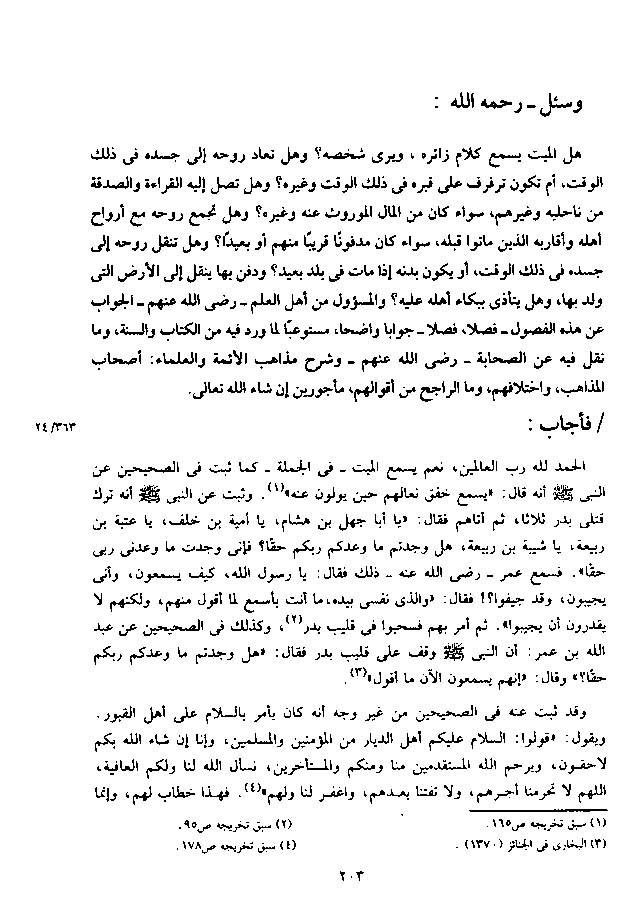 وسئل ـ رحمه الله :
هل الميت يسمع كلام زائره ، ويرى شخصه؟ وهل تعاد روحه إلى جسده فى ذلك
الوقت، أم تكون ترفرف على قبره فى ذلك الوقت وغيره؟ وهل تصل إليه القراءة والصدقة
من ناحليه وغيرهم، سواء كان من المال الموروث عنه وغيره؟ وهل تجمع روحه مع أرواح
أهله وأقاربه الذين ماتوا قبله، سواء كان مدفونًا قريبًا منهم أو بعيدًا؟ وهل تنقل روحه إلى
جسده فى ذلك الوقت، أو يكون بدنه إذا مات فى بلد بعيد؟ ودفن بها ينقل إلى الأرض التى
ولد بها، وهل يتأذى ببكاء أهله عليه؟ والمسؤول من أهل العلم ـ رضى الله عنهم ـ الجواب
عن هذه الفصول ـ فصلا، فصلا ـ جوابا واضحا، مستوعبًا لما ورد فيه من الكتاب والسنة، وما
نقل فيه عن الصحابة ـ رضى الله عنهم ـ وشرح مذاهب الأئمة والعلماء: أصحاب
المذاهب، واختلافهم، وما الراجح من أقوالهم، مأجورين إن شاء الله تعالى.
/ فأجاب : ٢٤/٣٦٣
الحمد لله رب العالمين، نعم يسمع الميت ـ فى الجملة ـ كما ثبت فى الصحيحين عن
النبى ﷺ أنه قال: «يسمع خفق نعالهم حين يولون عنه»(١). وثبت عن النبى ﷺ أنه ترك
قتلى بدر ثلاثا، ثم أتاهم فقال: «يا أبا جهل بن هشام، يا أمية بن خلف، يا عتبة بن
ربيعة، يا شيبة بن ربيعة، هل وجدتم ما وعدكم ربكم حقًا؟ فإنى وجدت ما وعدنى ربى
حقًا». فسمع عمر ـ رضى الله عنه ـ ذلك فقال: يا رسول الله، كيف يسمعون، وأنى
يجيبون، وقد جيفوا؟! فقال: «والذى نفسى بيده، ما أنت بأسمع لما أقول منهم، ولكنهم لا
يقدرون أن يجيبوا». ثم أمر بهم فسحبوا فى قليب بدر(٢)، وكذلك فى الصحيحين عن عبد
الله بن عمر: أن النبى ﷺ وقف على قليب بدر فقال: «هل وجدتم ما وعدكم ربكم
حقًا؟» وقال: «إنهم يسمعون الآن ما أقول»(٣).
وقد ثبت عنه فى الصحيحين من غير وجه أنه كان يأمر بالسلام على أهل القبور.
ويقول: «قولوا: السلام عليكم أهل الديار من المؤمنين والمسلمين، وإنا إن شاء الله بكم
لاحقون، ويرحم الله المستقدمين منا ومنكم والمستأخرين، نسأل الله لنا ولكم العافية،
اللهم لا تحرمنا أجرهم، ولا تفتنا بعدهم، واغفر لنا ولهم»(٤). فهذا خطاب لهم، وإنما
(١) سبق تخريجه ص١٦٥. (٢) سبق تخريجه ص٩٥.
(٣) البخارى فى الجنائز (١٣٧٠) . (٤) سبق تخريجه ص١٧٨.
٢٠٣